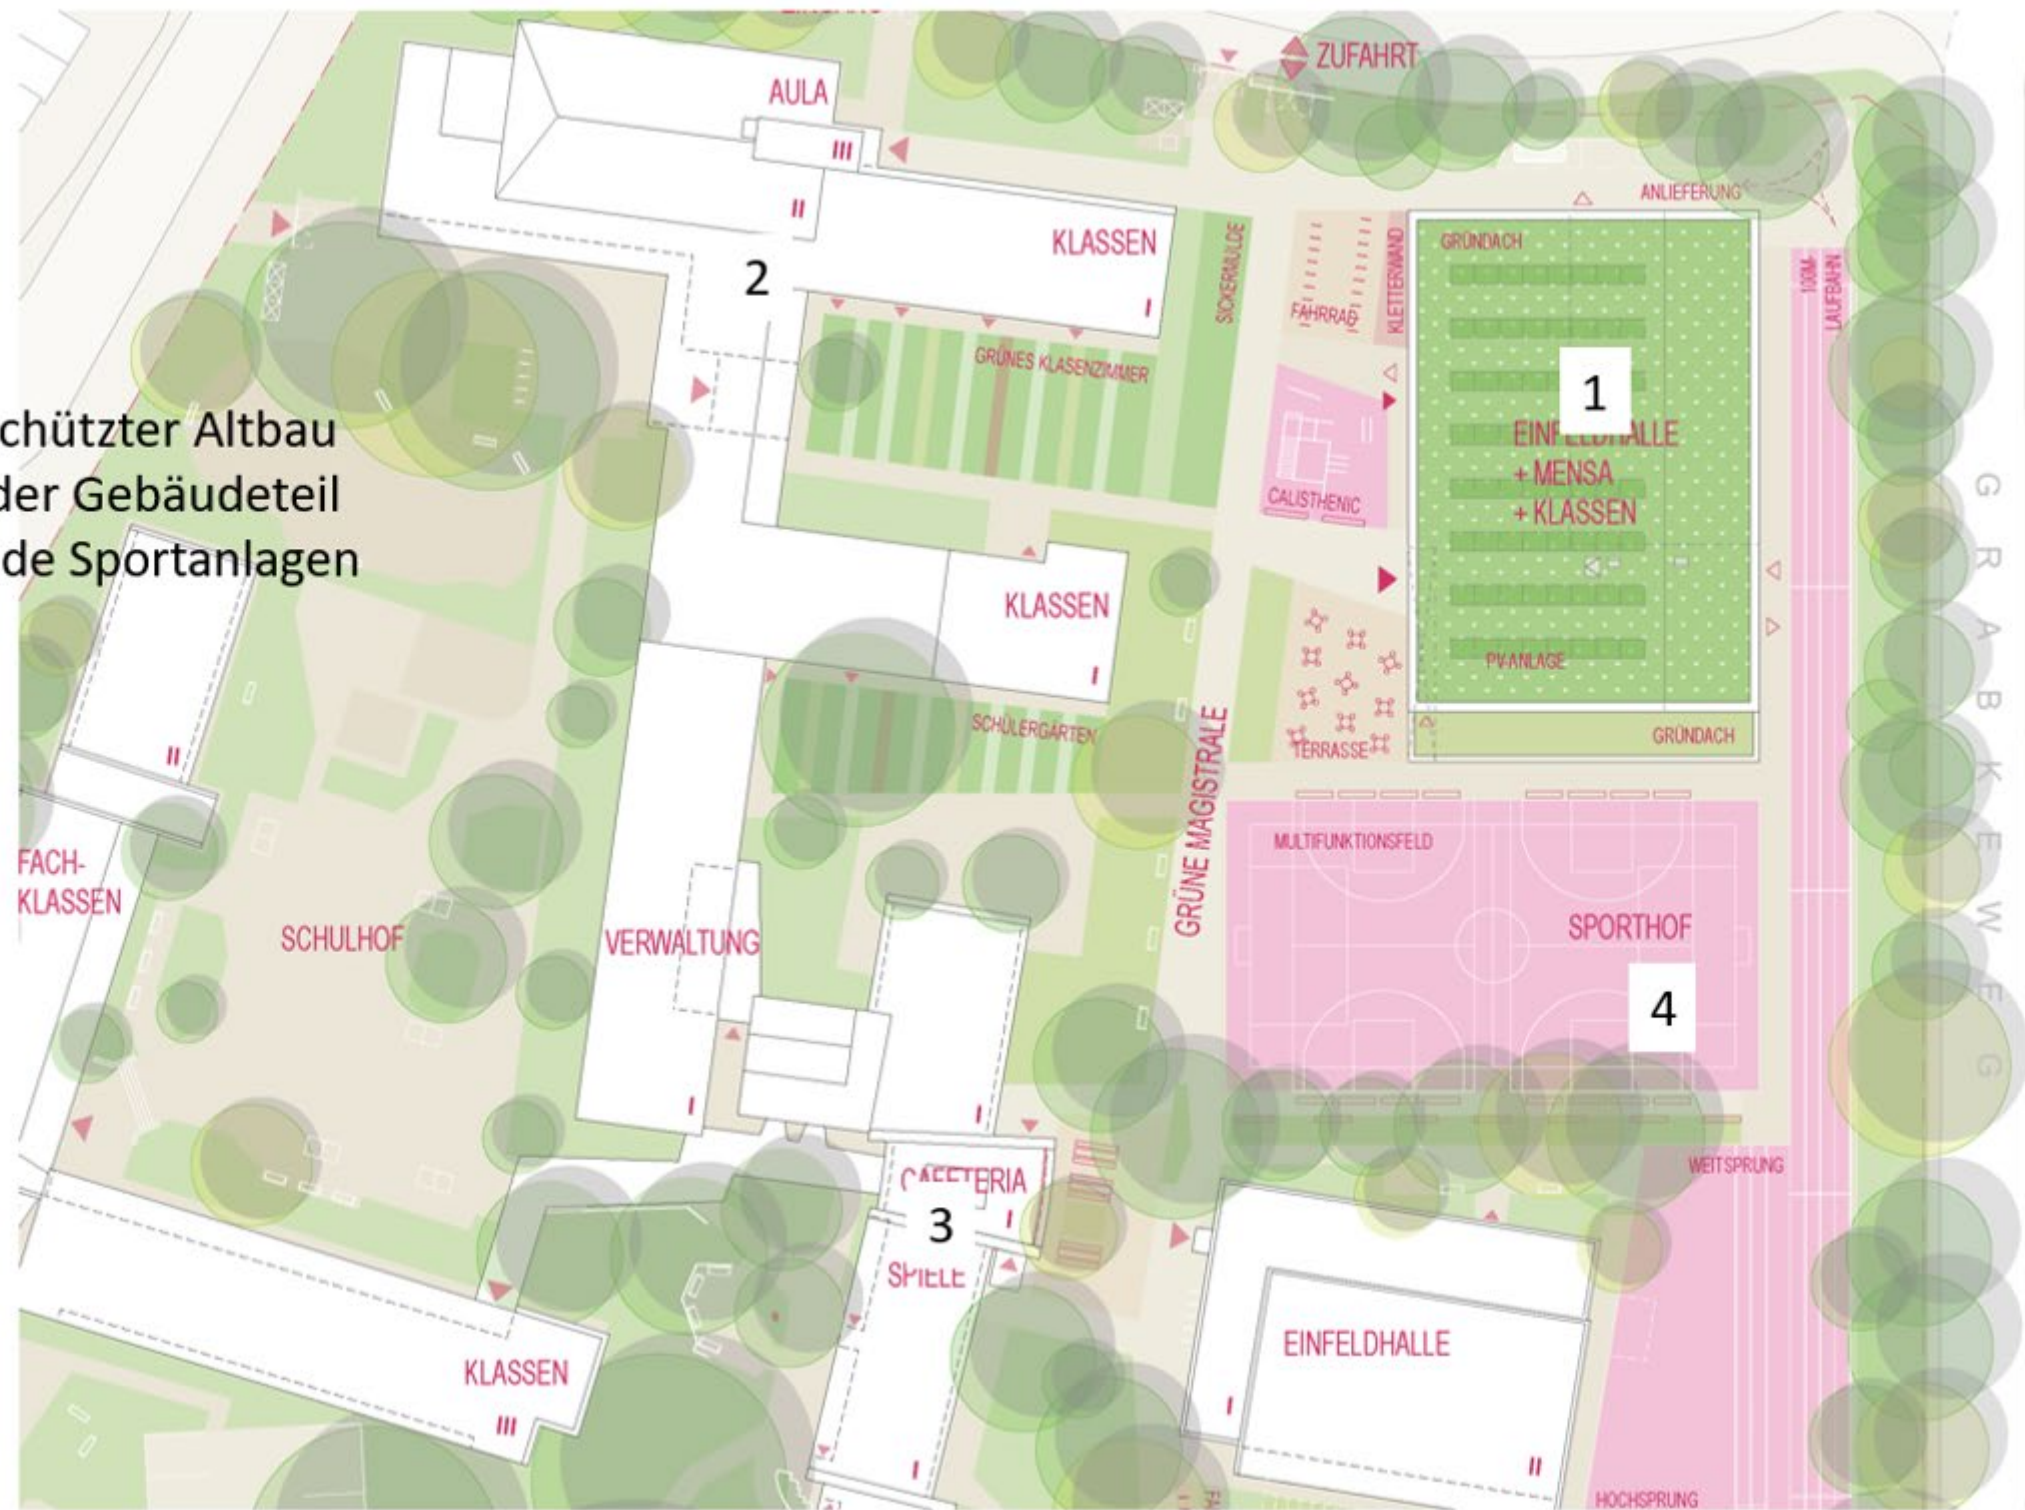 ZUFAHRT
AULA
III
II
KLASSEN
I
2
ANLIEFERUNG
SICKERMULDE
FAHRRAD
KLETTERWAND
GRÜNDACH
100M-
LAUFBAHN
GRÜNES KLASENZIMMER
1
EINFELDHALLE
+ MENSA
+ KLASSEN
CALISTHENIC
chützter Altbau
der Gebäudeteil
de Sportanlagen
GRABKEWEG
KLASSEN
I
PV-ANLAGE
II
SCHÜLERGÄRTEN
GRÜNE MAGISTRALE
TERRASSE
GRÜNDACH
MULTIFUNKTIONSFELD
FACH-
KLASSEN
SCHULHOF
VERWALTUNG
SPORTHOF
4
I
I
CAFETERIA
I
3
SPIELE
WEITSPRUNG
EINFELDHALLE
KLASSEN
III
I
I
II
HOCHSPRUNG